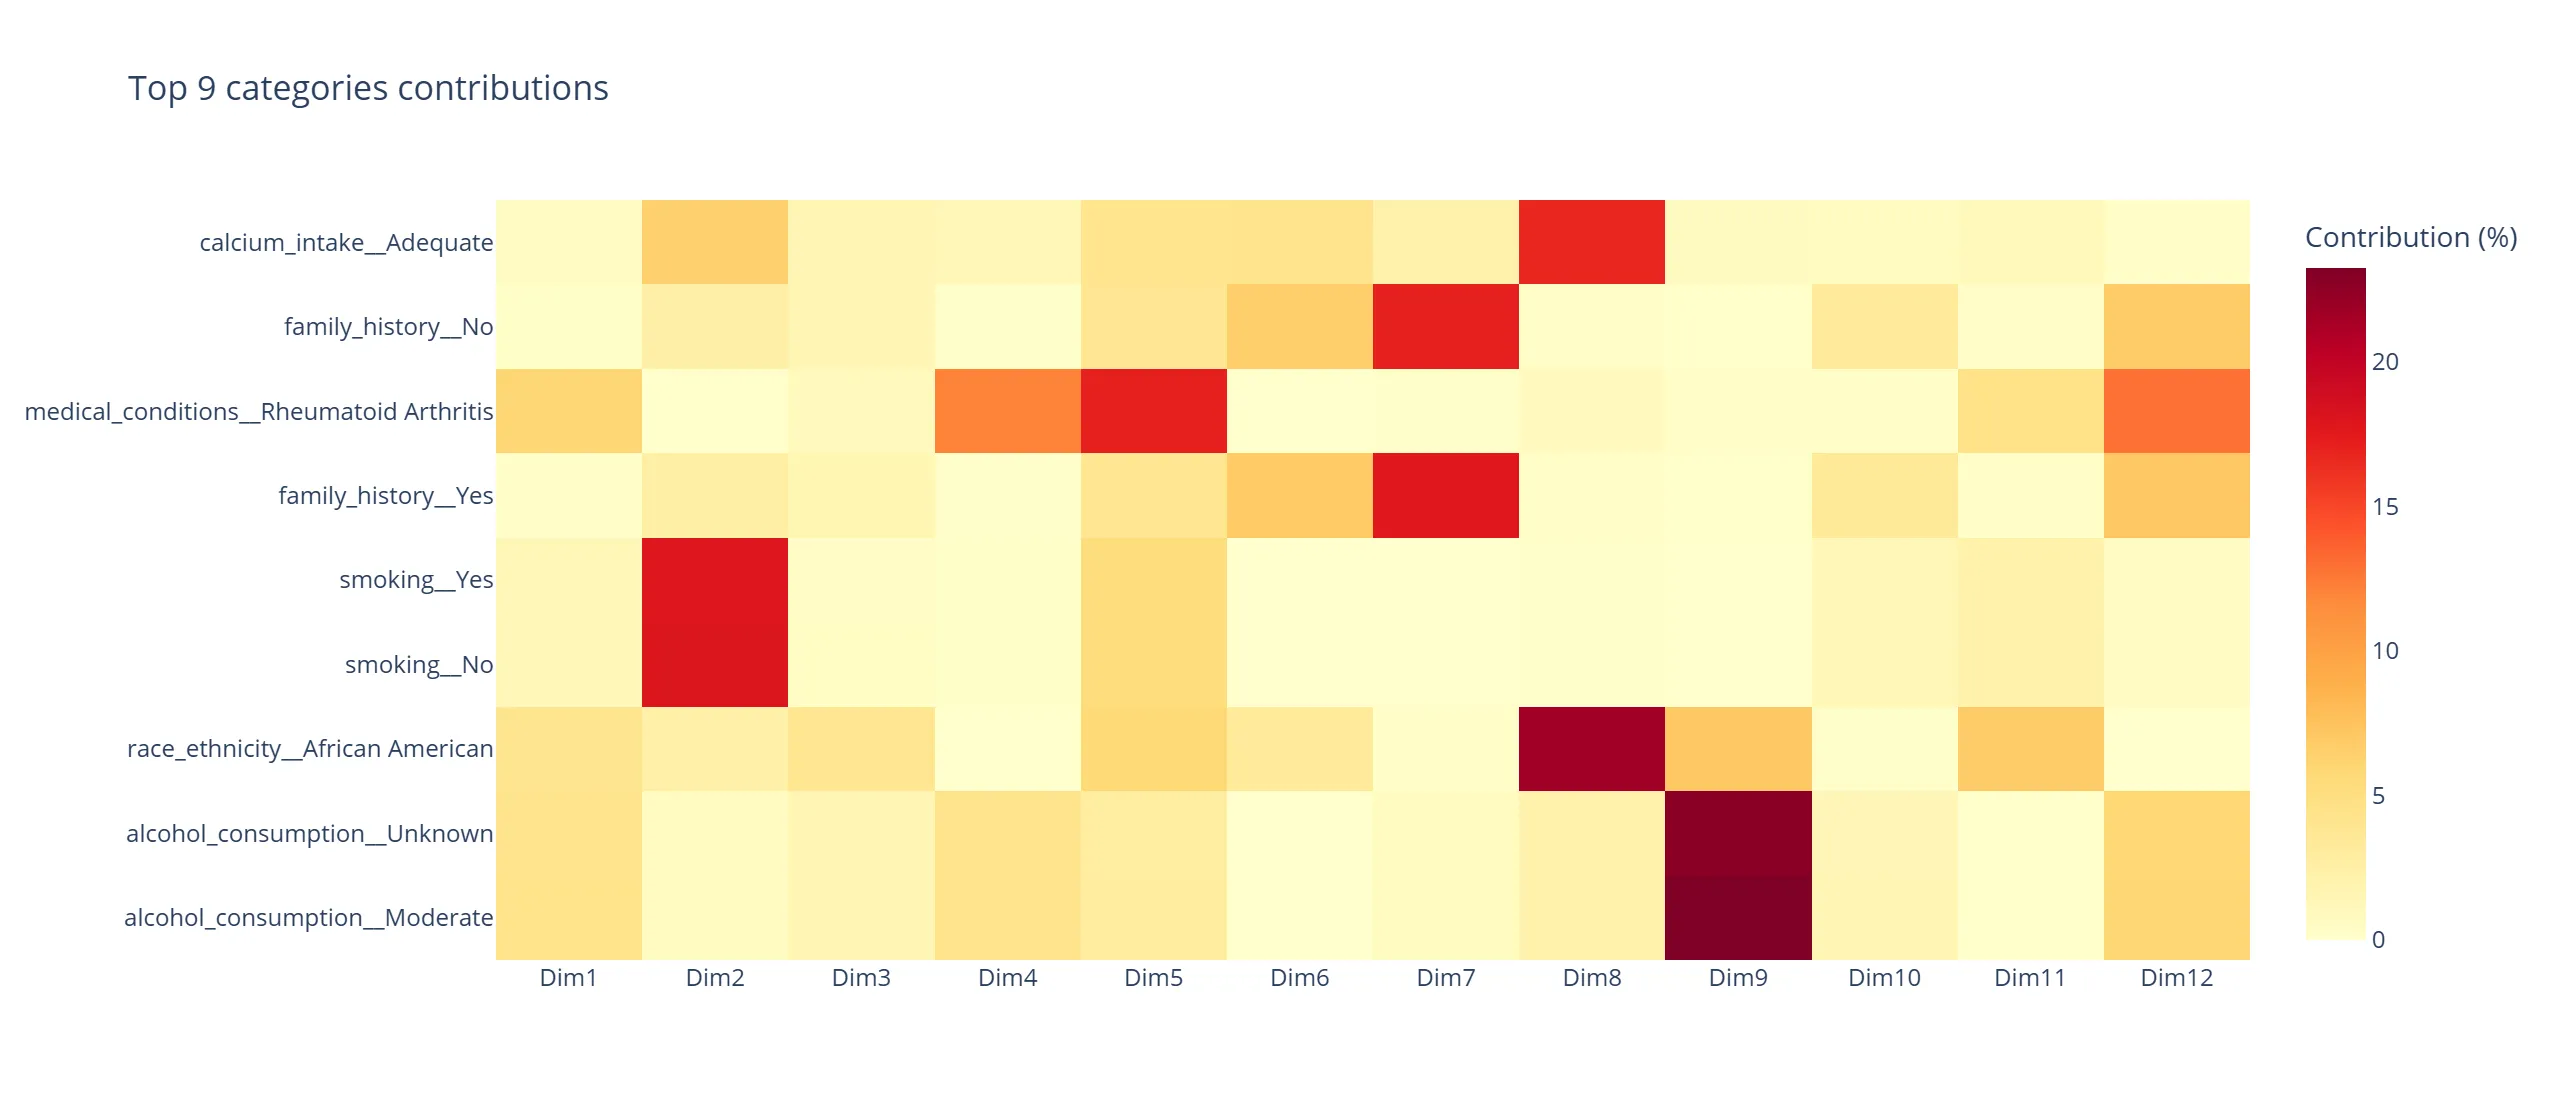 Top 9 categories contributions
calcium_intake__Adequate
family_history__No
medical_conditions__Rheumatoid Arthritis
family_history__Yes
smoking__Yes
smoking__No
race_ethnicity__African American
alcohol_consumption__Unknown
alcohol_consumption__Moderate
Dim1 Dim2 Dim3 Dim4 Dim5 Dim6 Dim7 Dim8 Dim9 Dim10 Dim11 Dim12
Contribution (%)
20
15
10
5
0